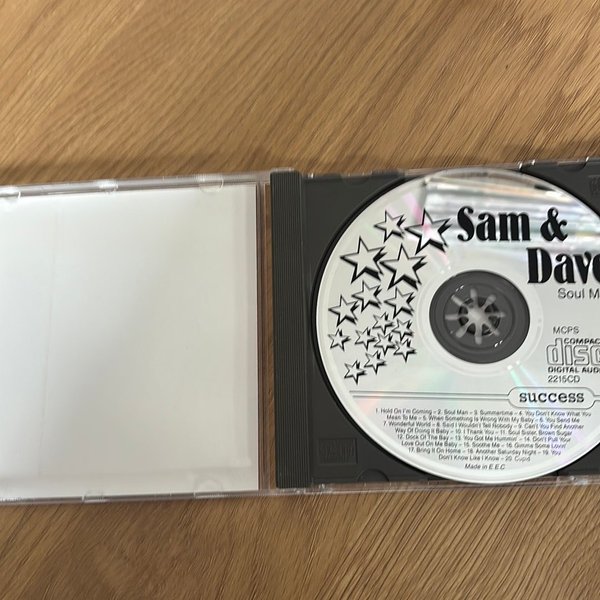 Sam &
Dave
Soul M
MCPS
COMPAC
disc
DIGITAL AUDI
2215CD
success
1. Hold On I'm Coming – 2. Soul Man – 3. Summertime – 4. You Don't Know What You
Mean To Me – 5. When Something Is Wrong With My Baby – 6. You Send Me
7. Wonderful World – 8. Said I Wouldn't Tell Nobody – 9. Can't You Find Another
Way Of Doing It Baby – 10. I Thank You – 11. Soul Sister, Brown Sugar
12. Dock Of The Bay – 13. You Got Me Hummin' – 14. Don't Pull Your
Love Out On Me Baby – 15. Soothe Me – 16. Gimme Some Lovin'
17. Bring It On Home – 18. Another Saturday Night – 19. You
Don't Know Like I Know – 20. Cupid
Made in E.E.C